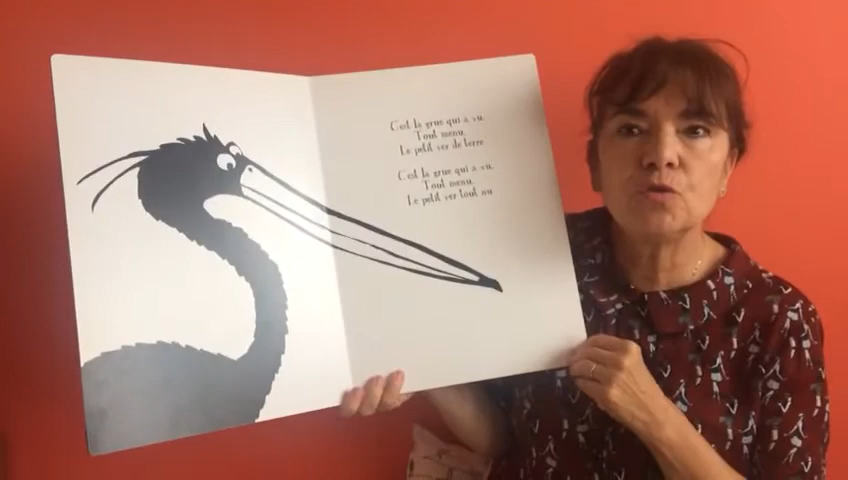 C'est la grue qui a vu.
Tout menu,
Le petit ver de terre
C'est la grue qui a vu,
Tout menu,
Le petit ver tout nu